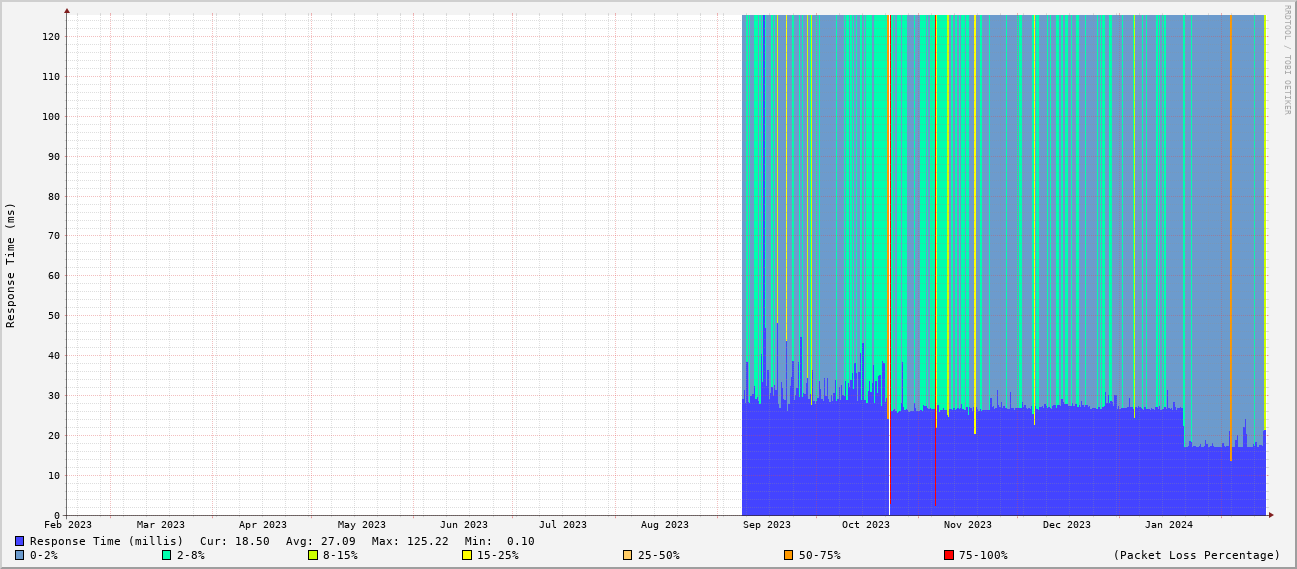 RRDTOOL / TOBI OETIKER
Response Time (ms)
120
110
100
90
80
70
60
50
40
30
20
10
0
Feb 2023 Mar 2023 Apr 2023 May 2023 Jun 2023 Jul 2023 Aug 2023 Sep 2023 Oct 2023 Nov 2023 Dec 2023 Jan 2024
Response Time (millis) Cur: 18.50 Avg: 27.09 Max: 125.22 Min: 0.10
0-2% 2-8% 8-15% 15-25% 25-50% 50-75% 75-100% (Packet Loss Percentage)